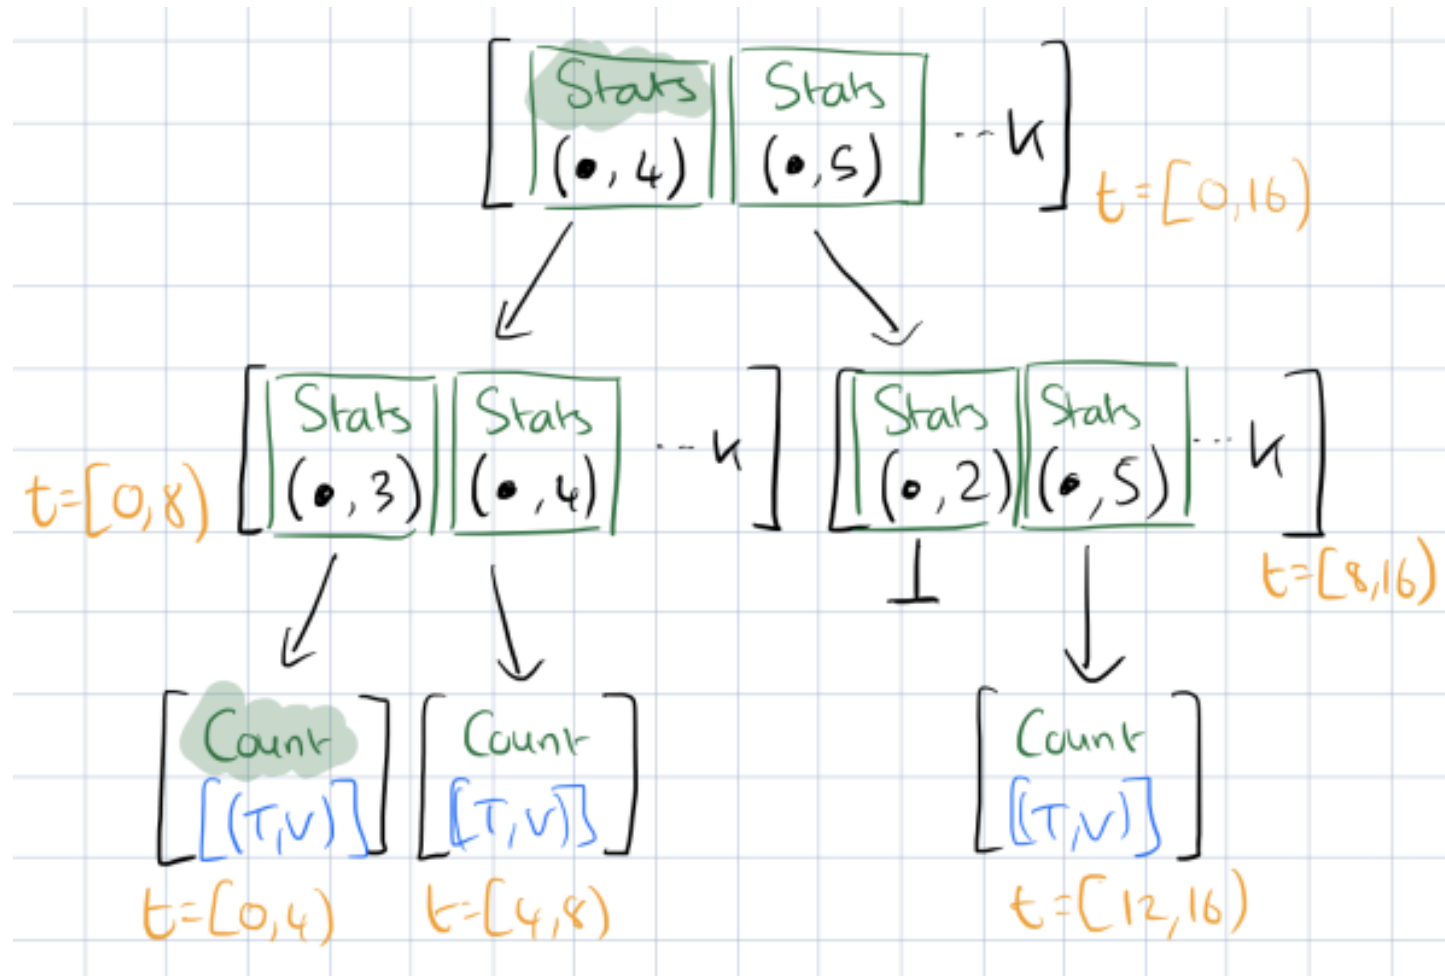 [ Stats Stats ... K ]
(•, 4) (•, 5)
t=[0,16)
[ Stats Stats ... K ] [ Stats Stats ... K ]
t=[0,8) (•, 3) (•, 4) (•, 2) (•, 5)
t=[8,16)
[ Count ] [ Count ] [ Count ]
[(T,V)] [(T,V)] [(T,V)]
t=[0,4) t=[4,8) t=[12,16)